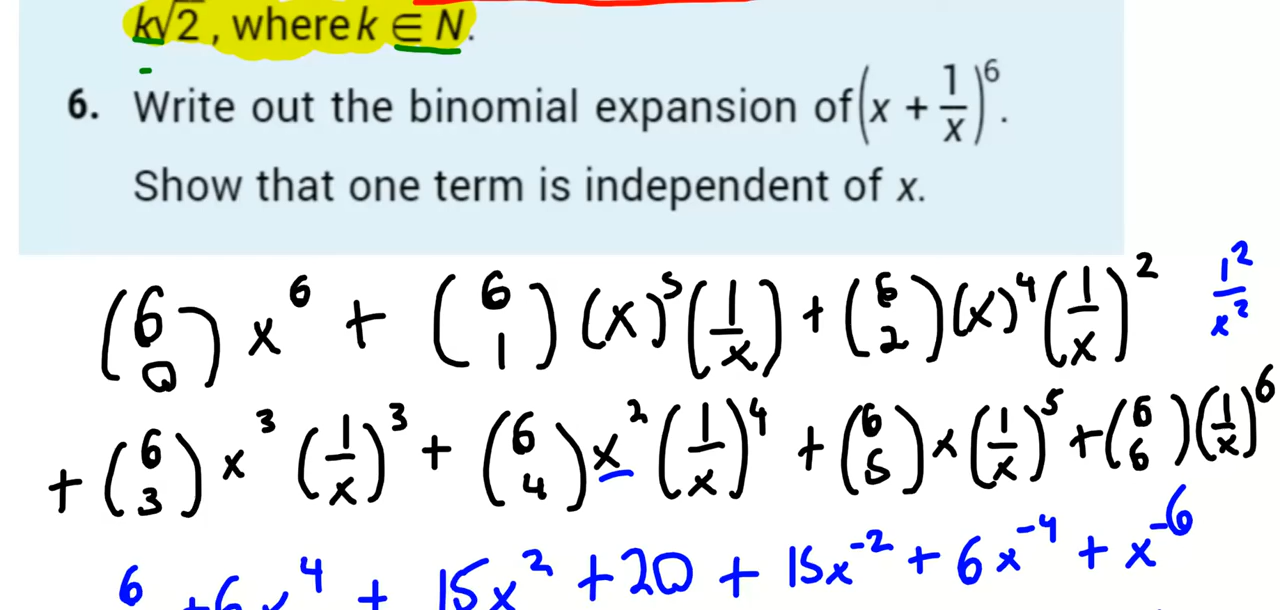 k√2, where k ∈ N.
6. Write out the binomial expansion of (x + 1/x)^6.
Show that one term is independent of x.
(6 0) x^6 + (6 1) (x)^5 (1/x) + (6 2) (x)^4 (1/x)^2 1^2/x^2
+ (6 3) x^3 (1/x)^3 + (6 4) x^2 (1/x)^4 + (6 5) x (1/x)^5 + (6 6) (1/x)^6
6 + 6x^4 + 15x^2 + 20 + 15x^-2 + 6x^-4 + x^-6